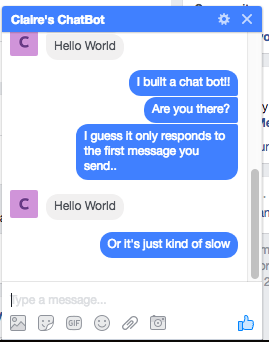 Claire's ChatBot
C
Hello World
I built a chat bot!!
Are you there?
I guess it only responds to
the first message you
send..
C
Hello World
Or it's just kind of slow
Type a message...
GIF